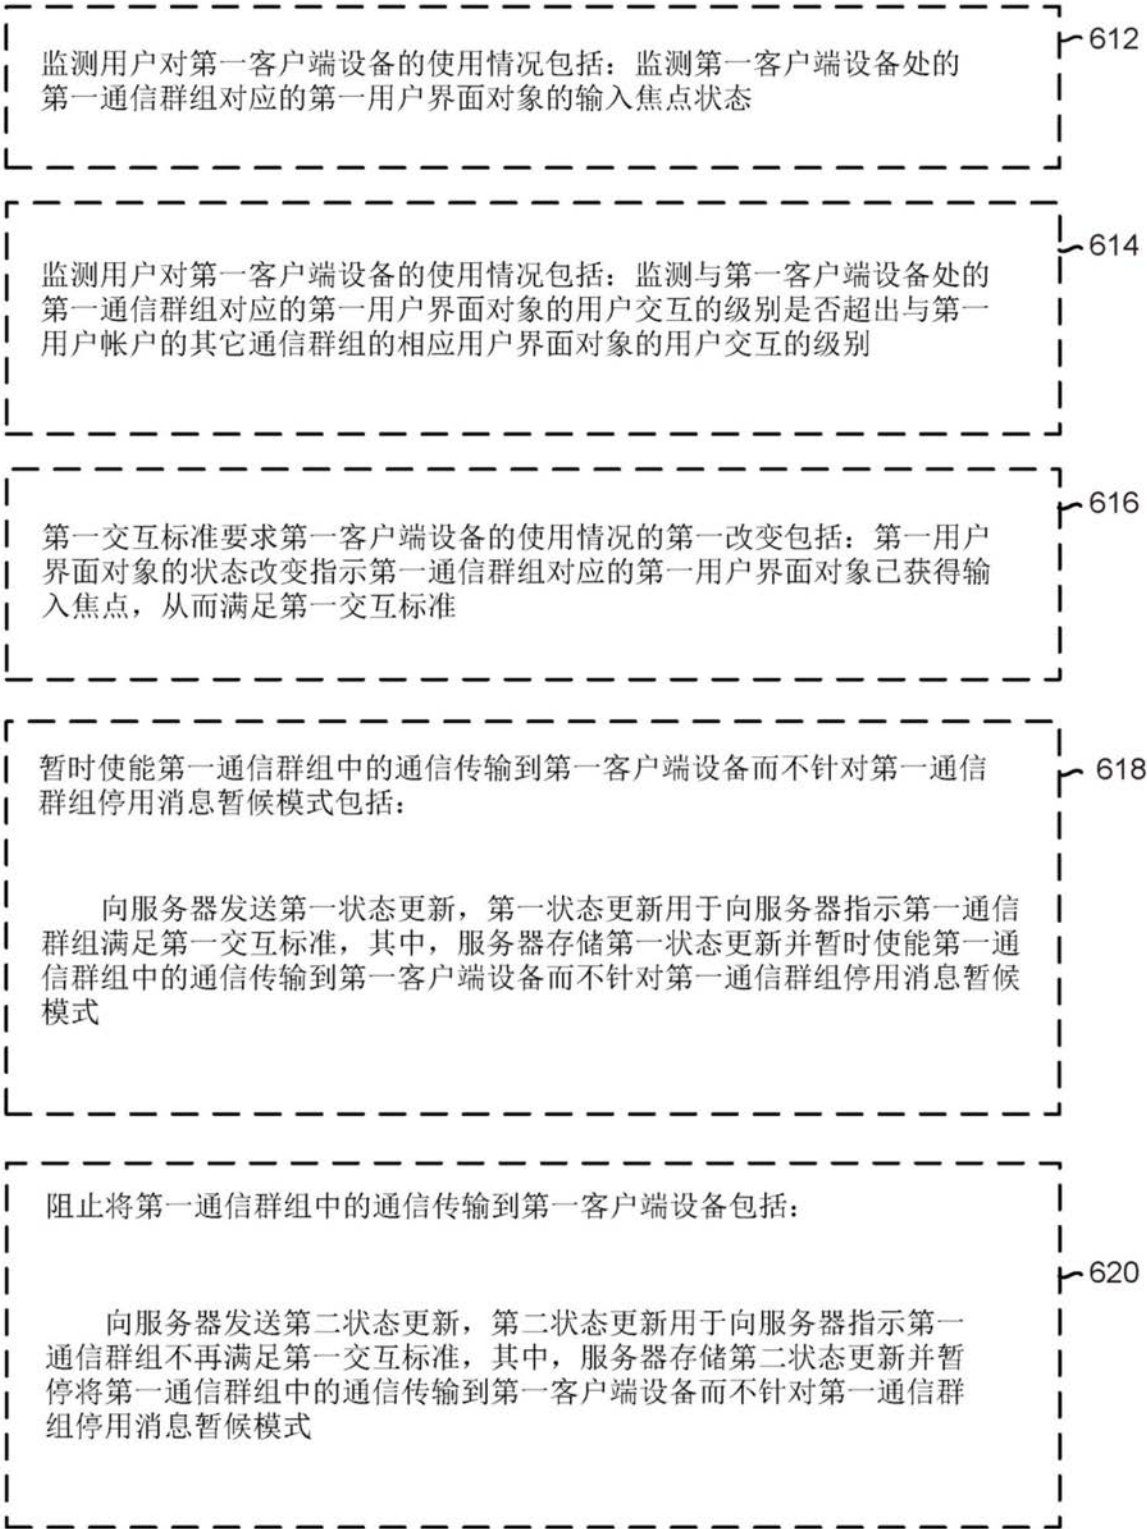 监测用户对第一客户端设备的使用情况包括：监测第一客户端设备处的
第一通信群组对应的第一用户界面对象的输入焦点状态
612
监测用户对第一客户端设备的使用情况包括：监测与第一客户端设备处的
第一通信群组对应的第一用户界面对象的用户交互的级别是否超出与第一
用户帐户的其它通信群组的相应用户界面对象的用户交互的级别
614
第一交互标准要求第一客户端设备的使用情况的第一改变包括：第一用户
界面对象的状态改变指示第一通信群组对应的第一用户界面对象已获得输
入焦点，从而满足第一交互标准
616
暂时使能第一通信群组中的通信传输到第一客户端设备而不针对第一通信
群组停用消息暂候模式包括：
618
向服务器发送第一状态更新，第一状态更新用于向服务器指示第一通信
群组满足第一交互标准，其中，服务器存储第一状态更新并暂时使能第一通
信群组中的通信传输到第一客户端设备而不针对第一通信群组停用消息暂候
模式
阻止将第一通信群组中的通信传输到第一客户端设备包括：
620
向服务器发送第二状态更新，第二状态更新用于向服务器指示第一
通信群组不再满足第一交互标准，其中，服务器存储第二状态更新并暂
停将第一通信群组中的通信传输到第一客户端设备而不针对第一通信群
组停用消息暂候模式